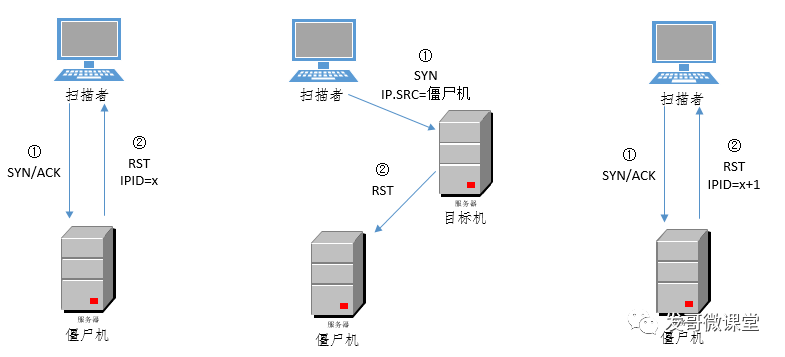 扫描者
①
SYN/ACK
②
RST
IPID=x
服务器
僵尸机
扫描者
①
SYN
IP.SRC=僵尸机
②
RST
服务器
目标机
服务器
僵尸机
扫描者
①
SYN/ACK
②
RST
IPID=x+1
服务器
僵尸机
发哥微课堂